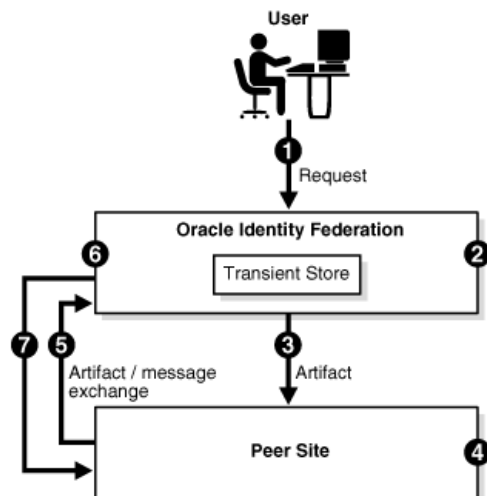 User
1
Request
Oracle Identity Federation
6
2
Transient Store
7
5
3
Artifact / message
exchange
Artifact
Peer Site
4